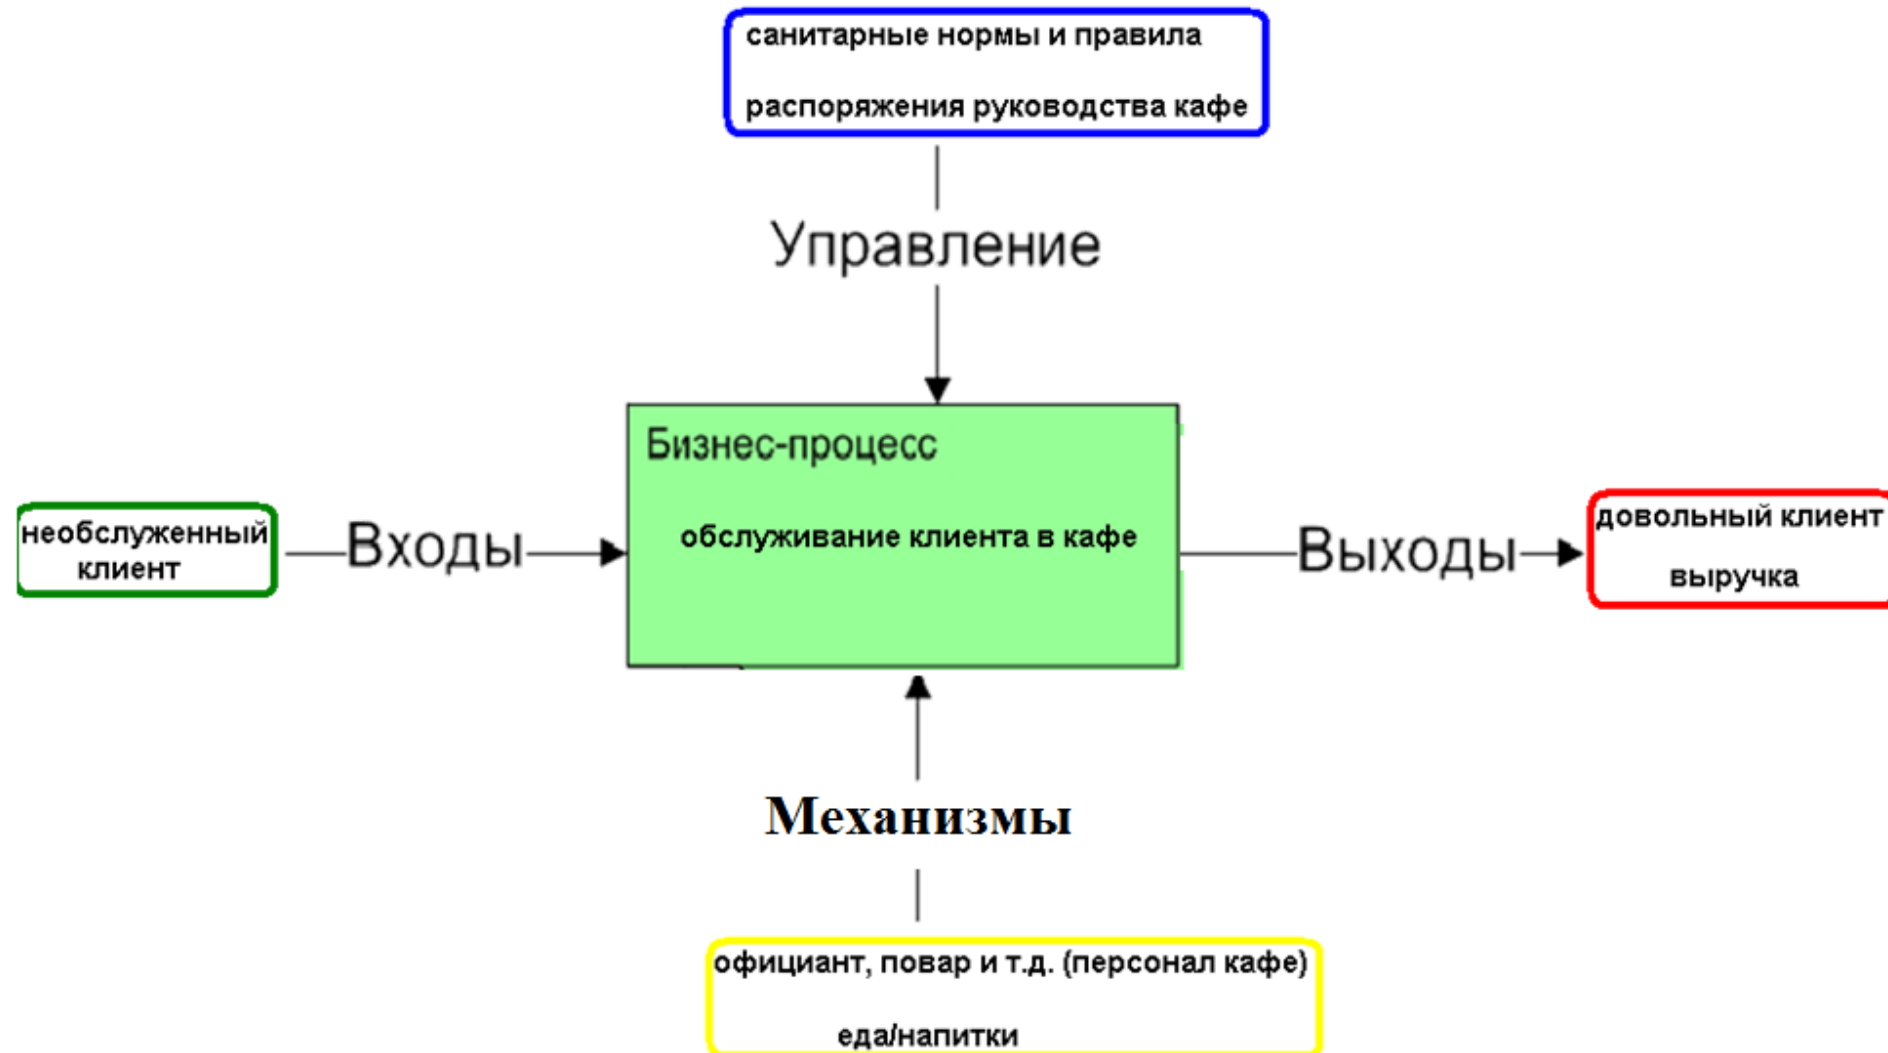 санитарные нормы и правила
распоряжения руководства кафе
Управление
Бизнес-процесс
обслуживание клиента в кафе
необслуженный
клиент
Входы
Выходы
довольный клиент
выручка
Механизмы
официант, повар и т.д. (персонал кафе)
еда/напитки